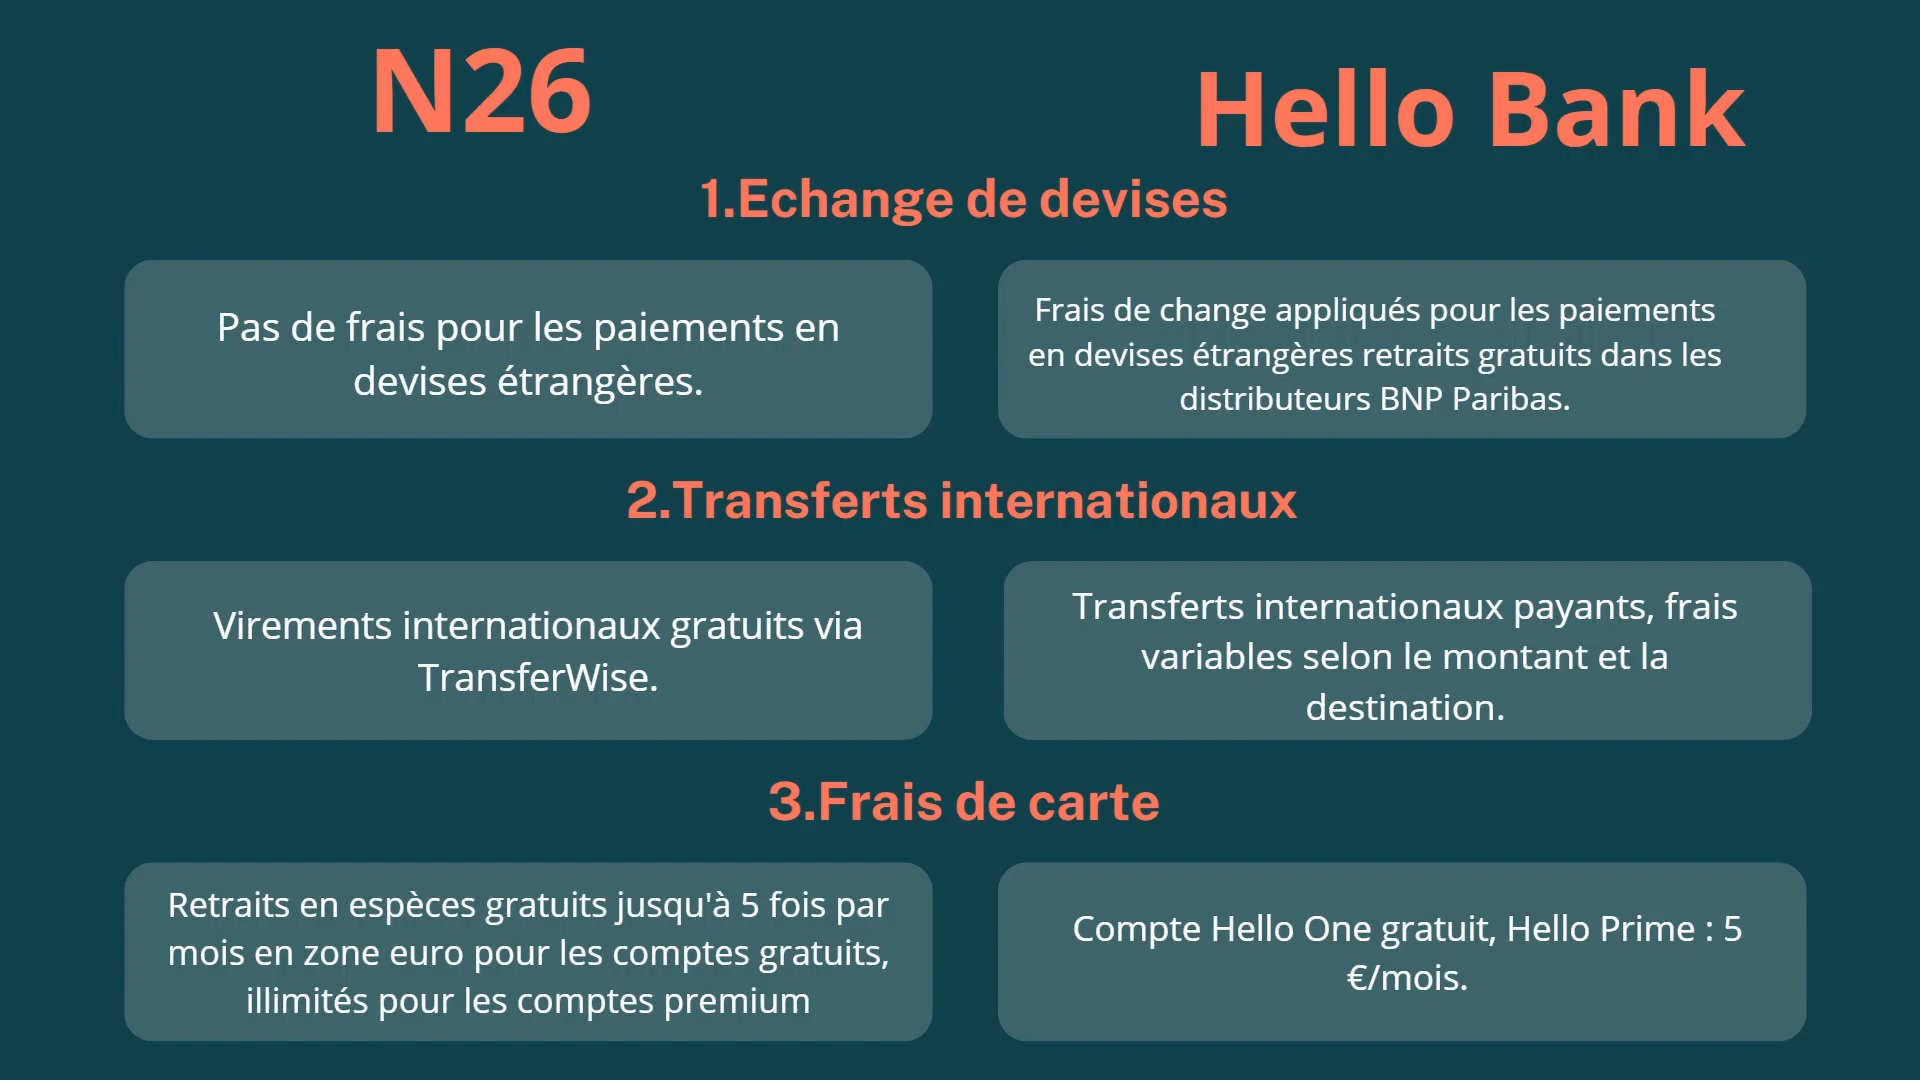 N26
Hello Bank
1.Echange de devises
Pas de frais pour les paiements en
devises étrangères.
Frais de change appliqués pour les paiements
en devises étrangères retraits gratuits dans les
distributeurs BNP Paribas.
2.Transferts internationaux
Virements internationaux gratuits via
TransferWise.
Transferts internationaux payants, frais
variables selon le montant et la
destination.
3.Frais de carte
Retraits en espèces gratuits jusqu'à 5 fois par
mois en zone euro pour les comptes gratuits,
illimités pour les comptes premium
Compte Hello One gratuit, Hello Prime : 5
€/mois.